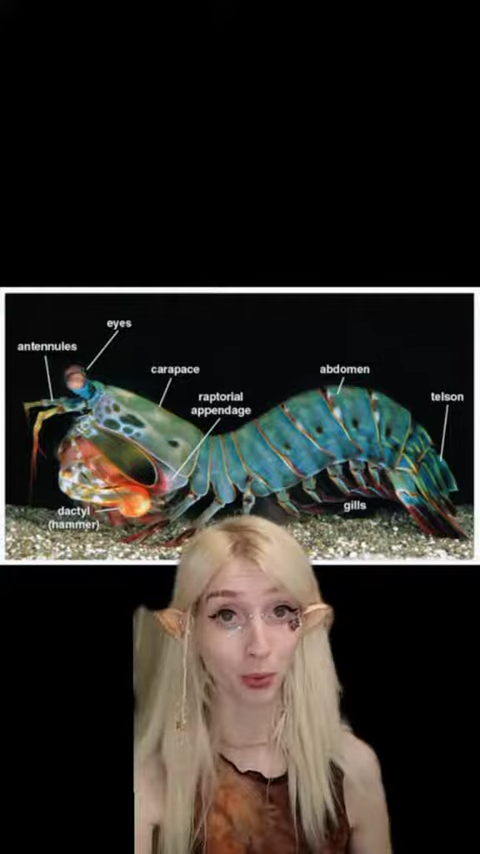 eyes
antennules
carapace
abdomen
raptorial
appendage
telson
dactyl
(hammer)
gills